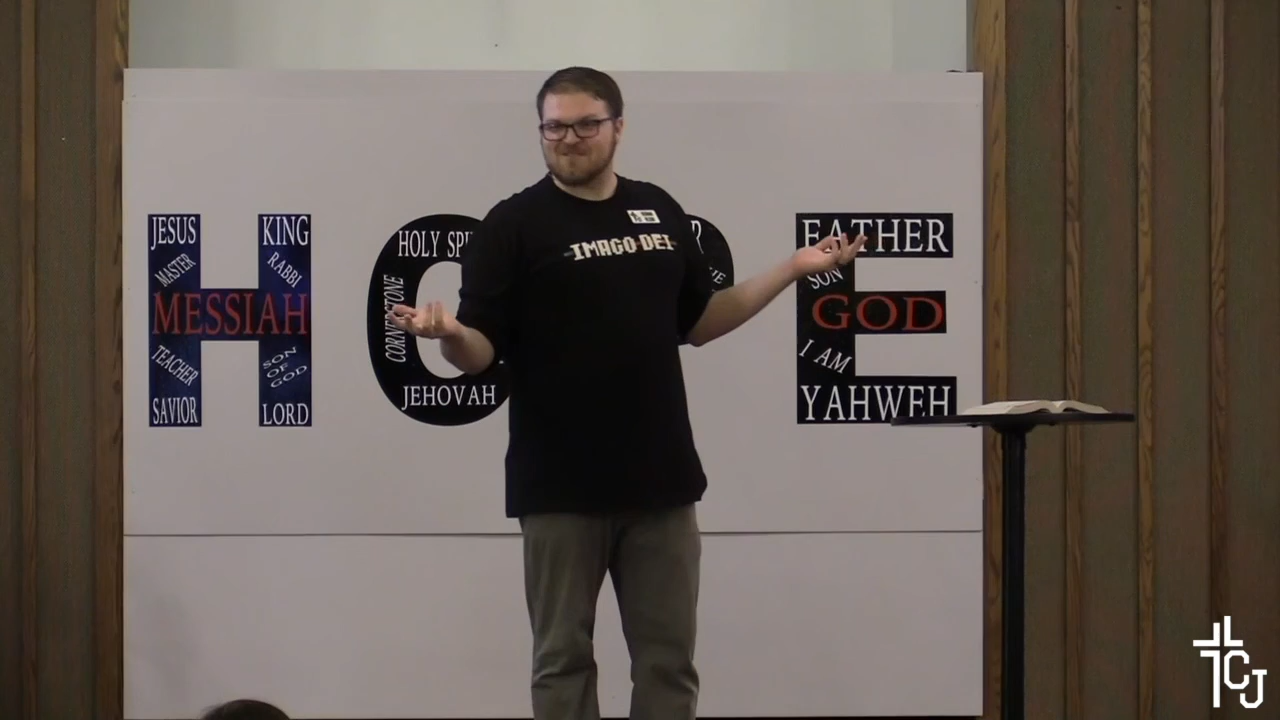 JESUS
KING
MASTER
RABBI
MESSIAH
TEACHER
SON
OF
GOD
SAVIOR
LORD
HOLY
CORNERSTONE
JEHOVAH
FATHER
SON
GOD
I AM
YAHWEH
IMAGO DEI
CJ